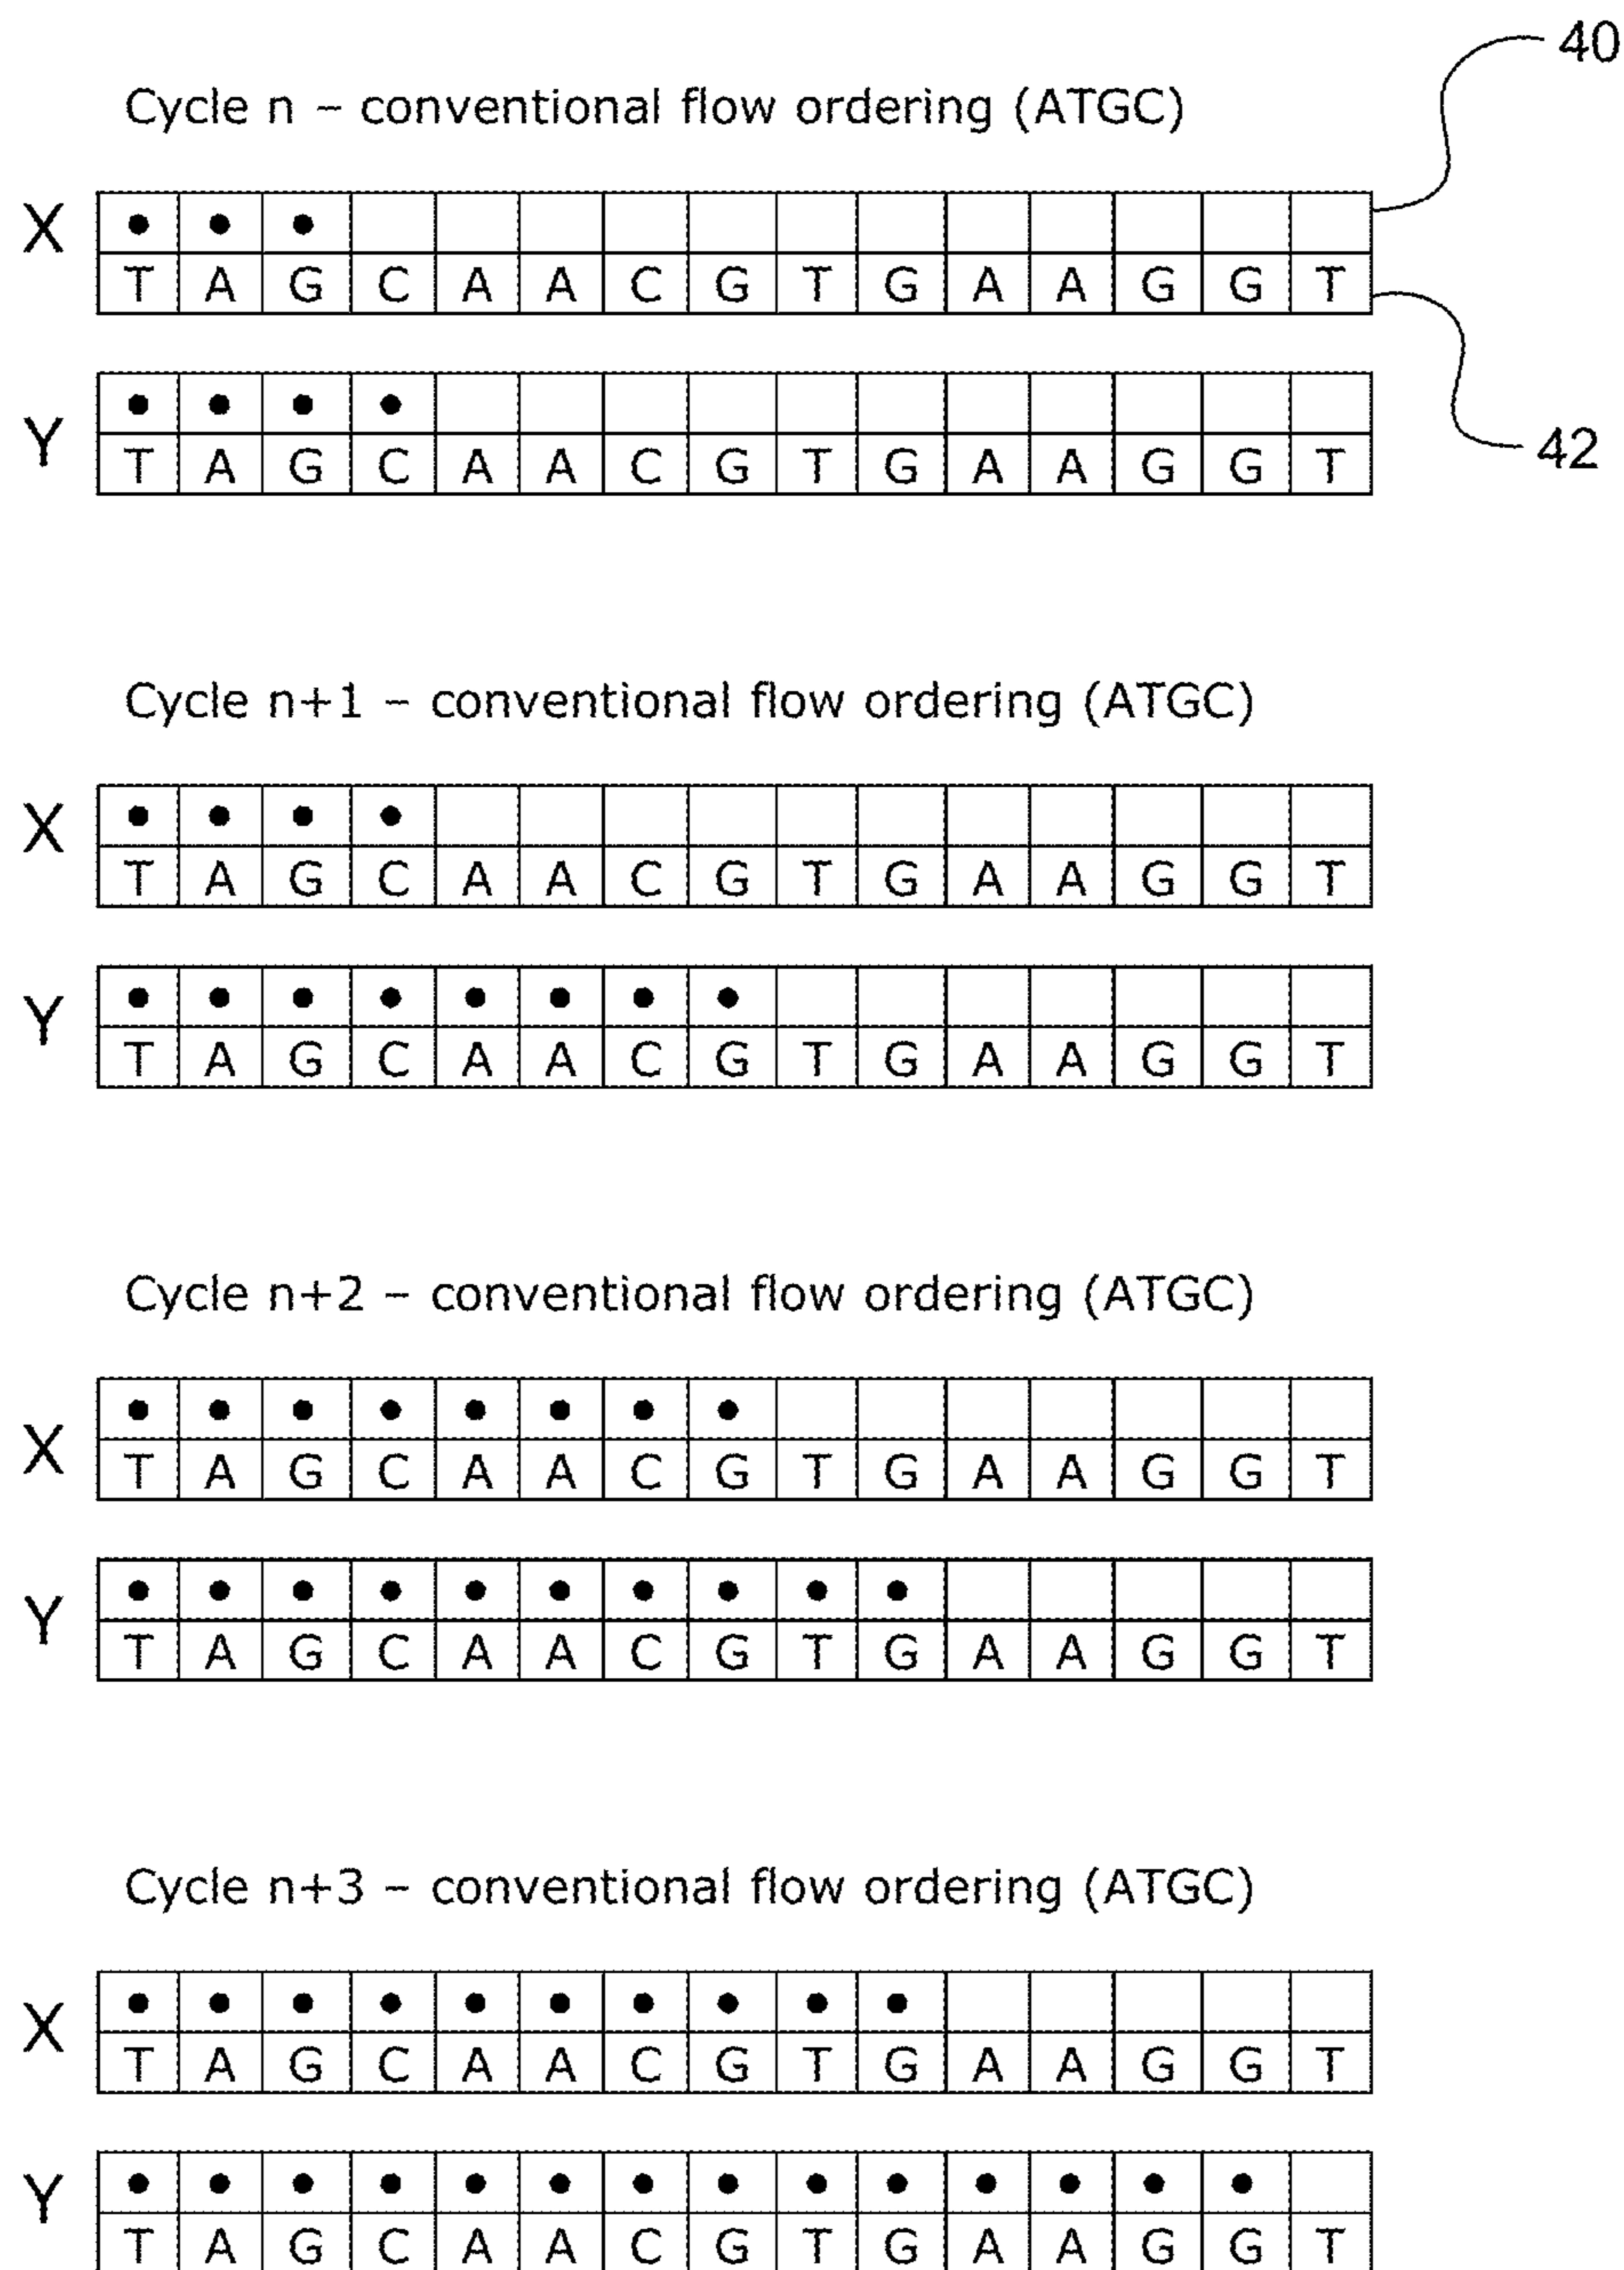 40
Cycle n – conventional flow ordering (ATGC)
X
● ● ●
T A G C A A C G T G A A G G T
Y
● ● ● ●
T A G C A A C G T G A A G G T
42
Cycle n+1 – conventional flow ordering (ATGC)
X
● ● ● ●
T A G C A A C G T G A A G G T
Y
● ● ● ● ● ● ● ●
T A G C A A C G T G A A G G T
Cycle n+2 – conventional flow ordering (ATGC)
X
● ● ● ● ● ● ● ●
T A G C A A C G T G A A G G T
Y
● ● ● ● ● ● ● ● ● ●
T A G C A A C G T G A A G G T
Cycle n+3 – conventional flow ordering (ATGC)
X
● ● ● ● ● ● ● ● ● ●
T A G C A A C G T G A A G G T
Y
● ● ● ● ● ● ● ● ● ● ● ● ● ●
T A G C A A C G T G A A G G T